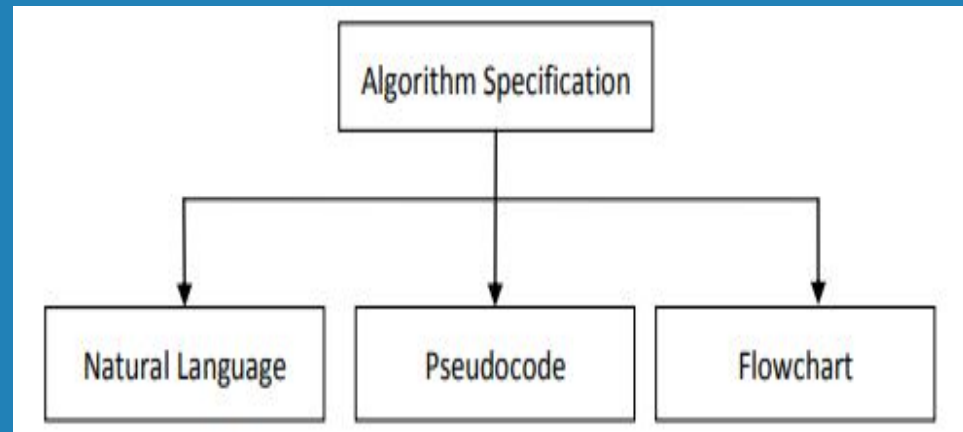 Algorithm Specification
Natural Language
Pseudocode
Flowchart